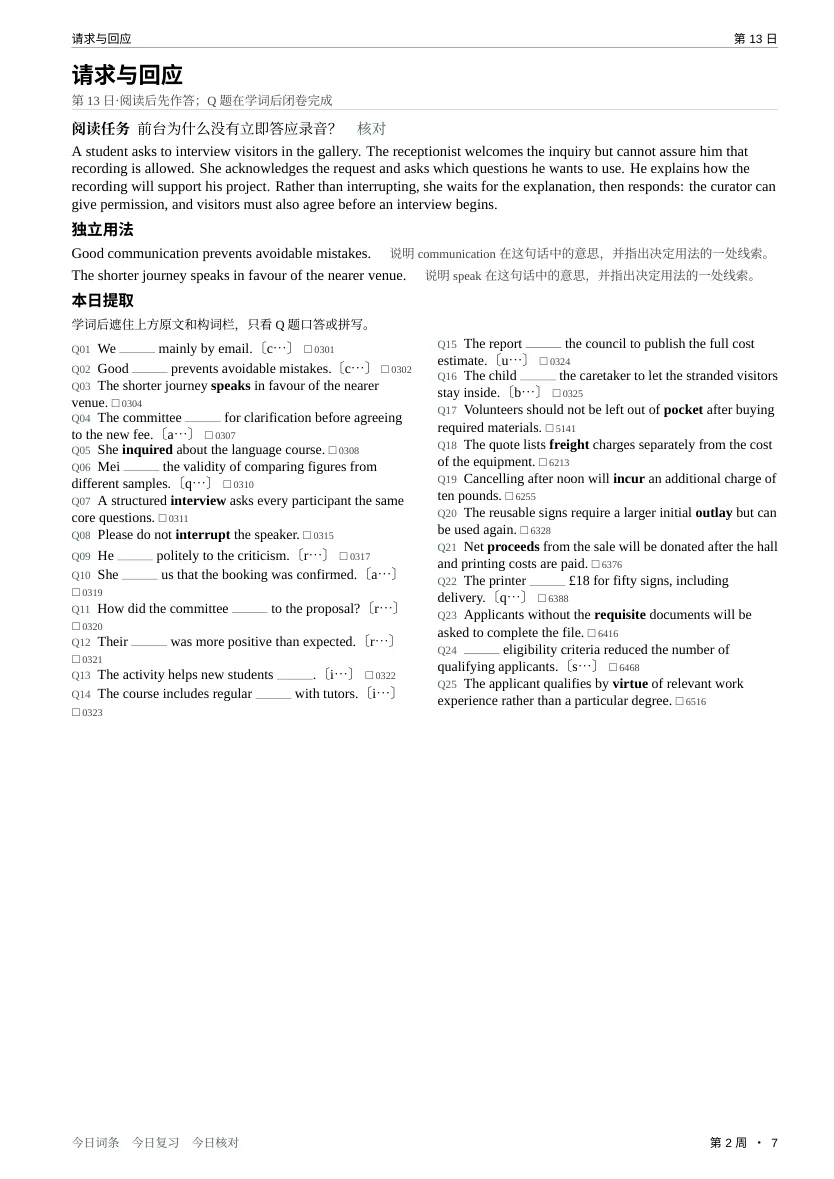 请求与回应 第 13 日
请求与回应
第 13 日·阅读后先作答；Q 题在学词后闭卷完成
阅读任务 前台为什么没有立即答应录音？ 核对
A student asks to interview visitors in the gallery. The receptionist welcomes the inquiry but cannot assure him that
recording is allowed. She acknowledges the request and asks which questions he wants to use. He explains how the
recording will support his project. Rather than interrupting, she waits for the explanation, then responds: the curator can
give permission, and visitors must also agree before an interview begins.
独立用法
Good communication prevents avoidable mistakes. 说明 communication 在这句话中的意思，并指出决定用法的一处线索。
The shorter journey speaks in favour of the nearer venue. 说明 speak 在这句话中的意思，并指出决定用法的一处线索。
本日提取
学词后遮住上方原文和构词栏，只看 Q 题口答或拼写。
Q01 We _____ mainly by email.〔c···〕 □ 0301
Q02 Good _____ prevents avoidable mistakes.〔c···〕 □ 0302
Q03 The shorter journey speaks in favour of the nearer
venue. □ 0304
Q04 The committee _____ for clarification before agreeing
to the new fee.〔a···〕 □ 0307
Q05 She inquired about the language course. □ 0308
Q06 Mei _____ the validity of comparing figures from
different samples.〔q···〕 □ 0310
Q07 A structured interview asks every participant the same
core questions. □ 0311
Q08 Please do not interrupt the speaker. □ 0315
Q09 He _____ politely to the criticism.〔r···〕 □ 0317
Q10 She _____ us that the booking was confirmed.〔a···〕
□ 0319
Q11 How did the committee _____ to the proposal?〔r···〕
□ 0320
Q12 Their _____ was more positive than expected.〔r···〕
□ 0321
Q13 The activity helps new students _____.〔i···〕 □ 0322
Q14 The course includes regular _____ with tutors.〔i···〕
□ 0323
Q15 The report _____ the council to publish the full cost
estimate.〔u···〕 □ 0324
Q16 The child _____ the caretaker to let the stranded visitors
stay inside.〔b···〕 □ 0325
Q17 Volunteers should not be left out of pocket after buying
required materials. □ 5141
Q18 The quote lists freight charges separately from the cost
of the equipment. □ 6213
Q19 Cancelling after noon will incur an additional charge of
ten pounds. □ 6255
Q20 The reusable signs require a larger initial outlay but can
be used again. □ 6328
Q21 Net proceeds from the sale will be donated after the hall
and printing costs are paid. □ 6376
Q22 The printer _____ £18 for fifty signs, including
delivery.〔q···〕 □ 6388
Q23 Applicants without the requisite documents will be
asked to complete the file. □ 6416
Q24 _____ eligibility criteria reduced the number of
qualifying applicants.〔s···〕 □ 6468
Q25 The applicant qualifies by virtue of relevant work
experience rather than a particular degree. □ 6516
今日词条 今日复习 今日核对 第 2 周 · 7